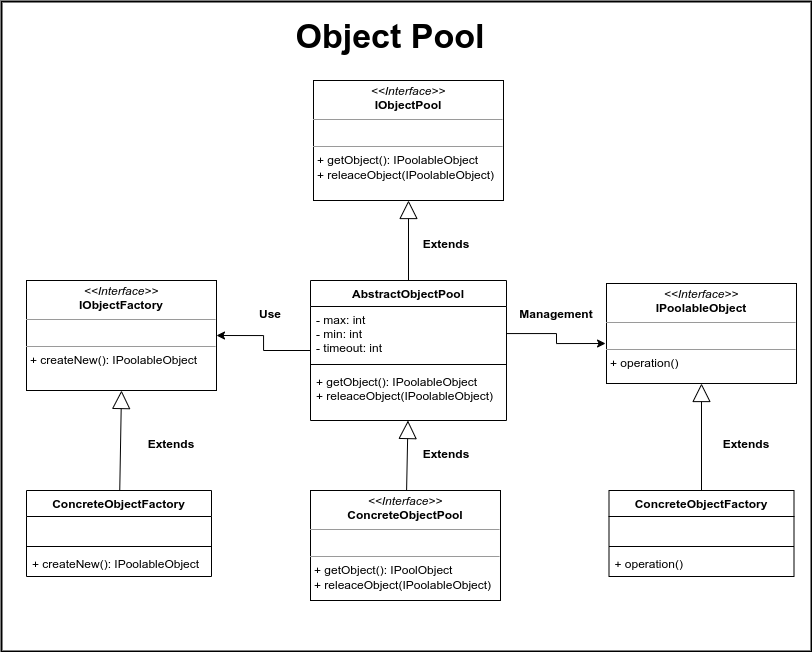 Object Pool
<<Interface>>
IObjectPool
+ getObject(): IPoolableObject
+ releaceObject(IPoolableObject)
Extends
<<Interface>>
IObjectFactory
+ createNew(): IPoolableObject
Use
AbstractObjectPool
- max: int
- min: int
- timeout: int
+ getObject(): IPoolableObject
+ releaceObject(IPoolableObject)
Management
<<Interface>>
IPoolableObject
+ operation()
Extends
Extends
Extends
ConcreteObjectFactory
+ createNew(): IPoolableObject
<<Interface>>
ConcreteObjectPool
+ getObject(): IPoolObject
+ releaceObject(IPoolableObject)
ConcreteObjectFactory
+ operation()